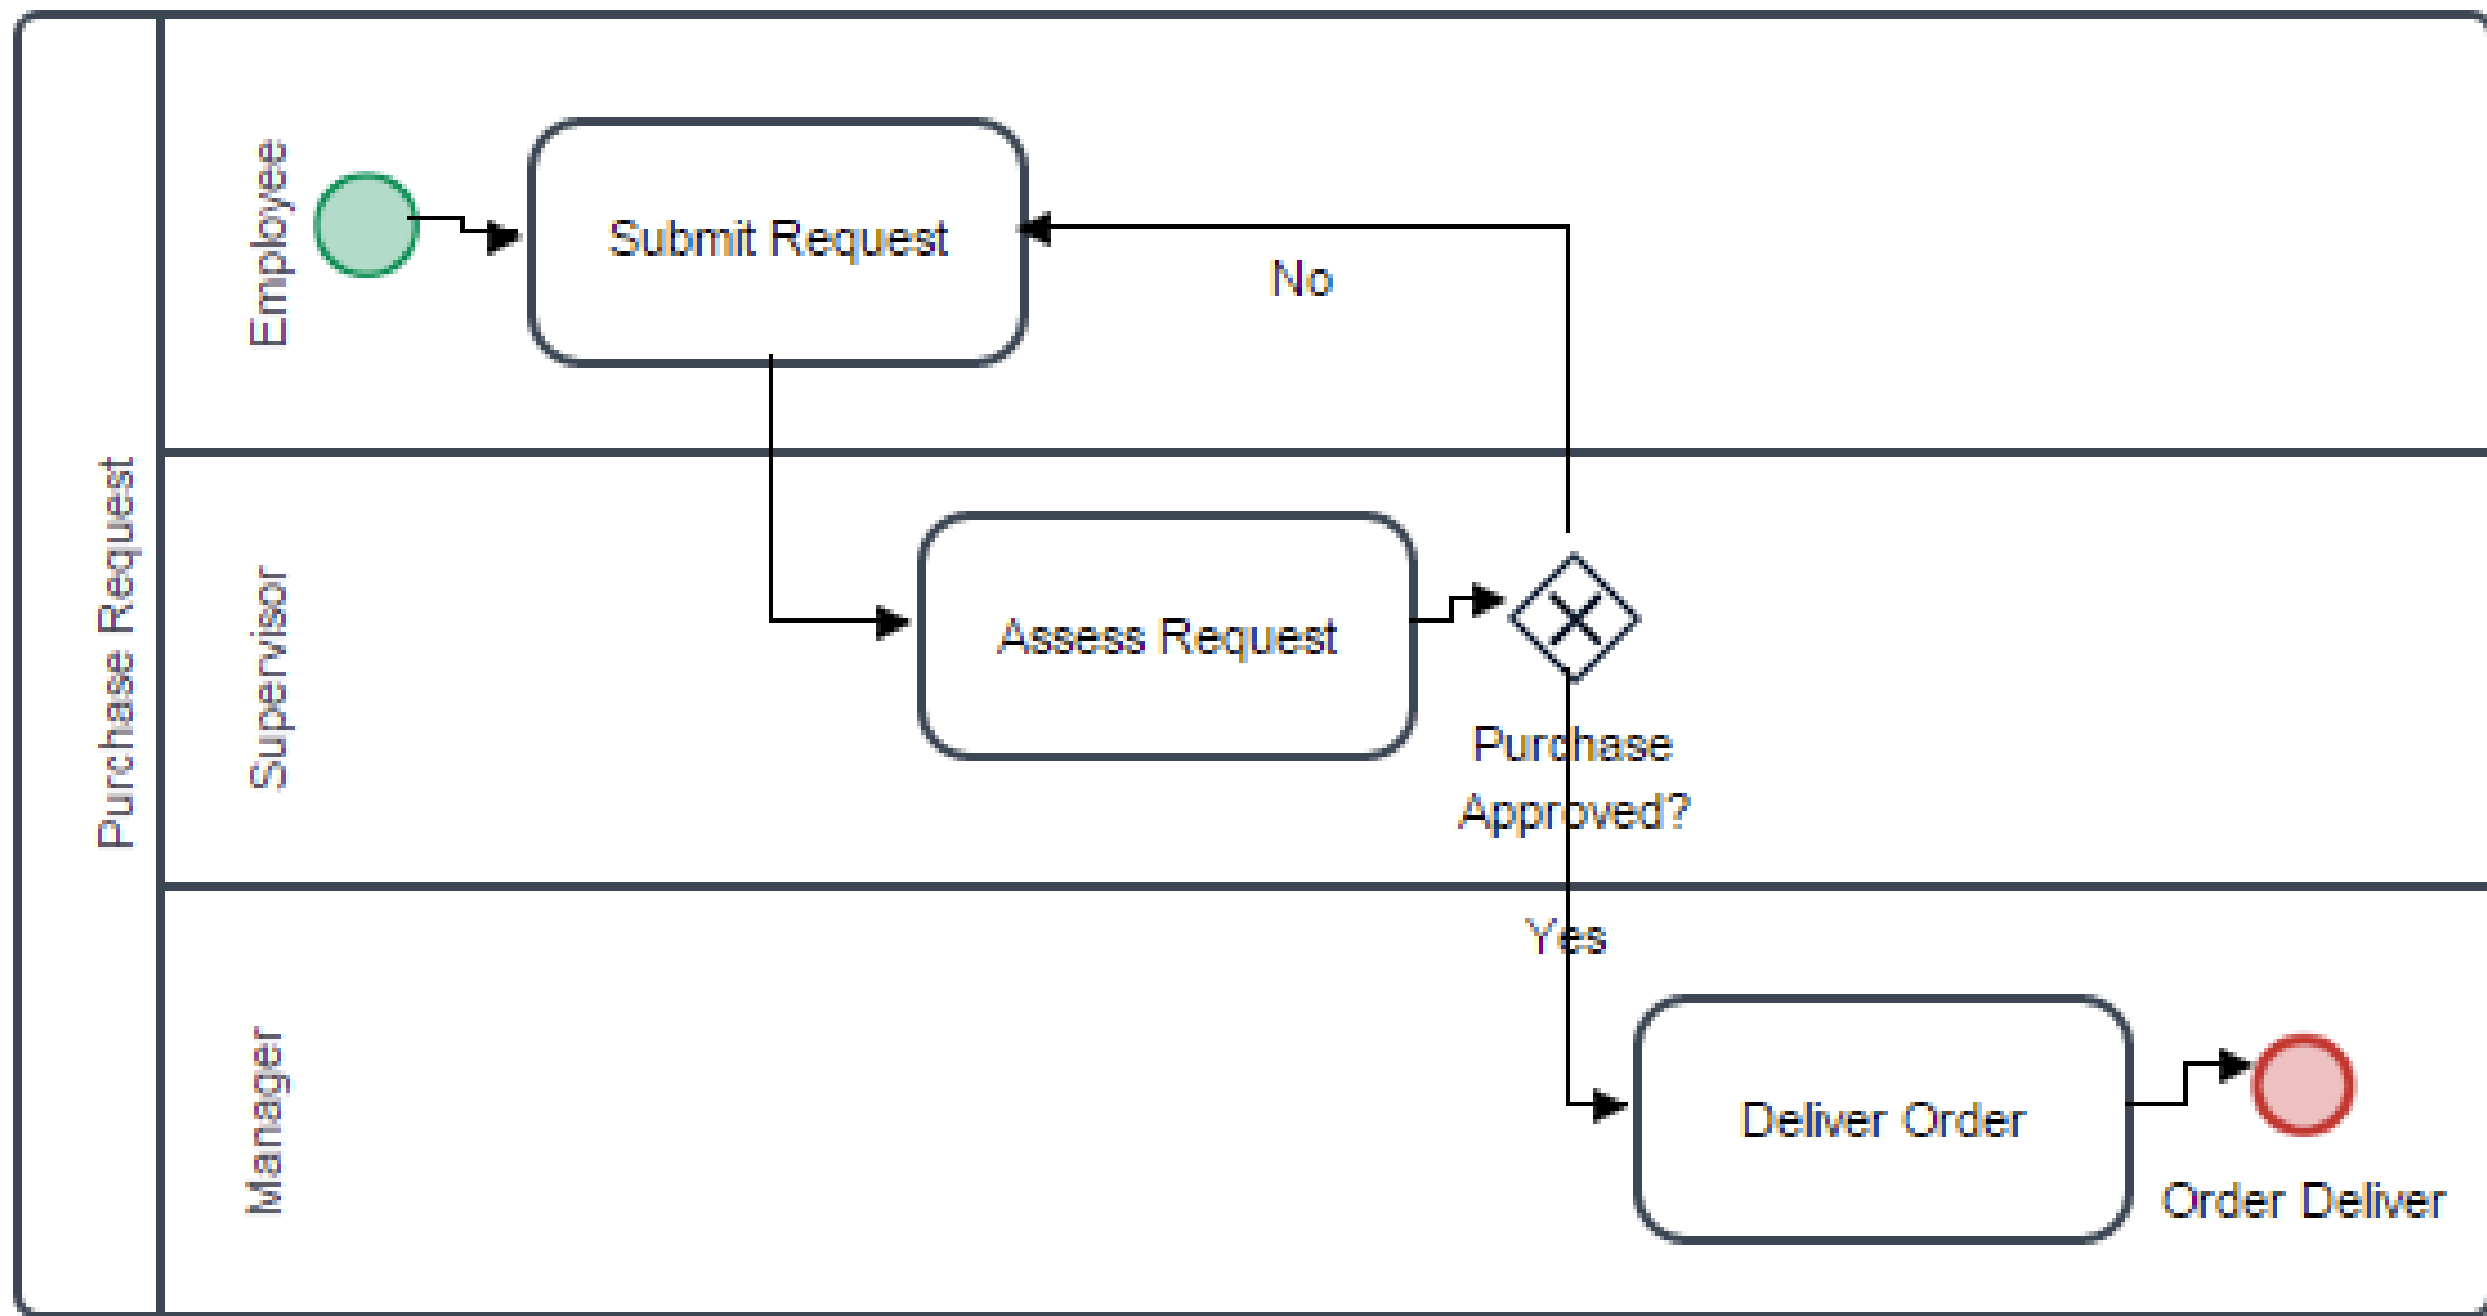 Purchase Request
Employee
Submit Request
No
Supervisor
Assess Request
Purchase
Approved?
Manager
Yes
Deliver Order
Order Deliver